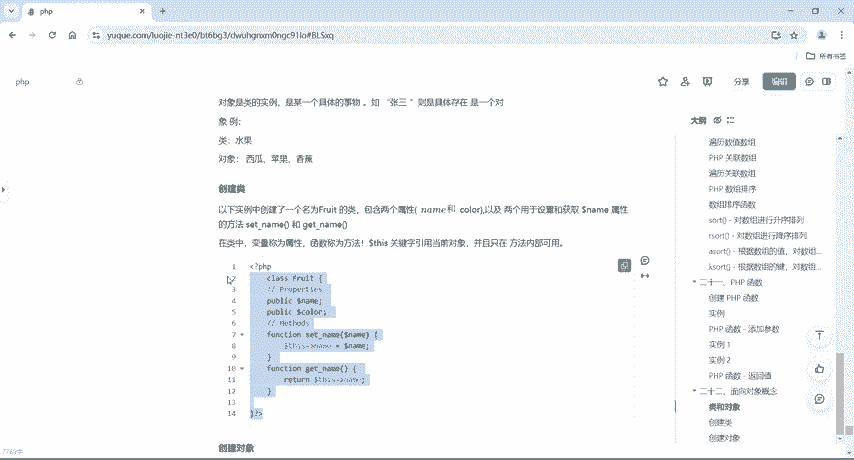 php
yuque.com/luojie-nt3e0/bt6bg3/dwuhgnxm0ngc91lo#BLSxq
所有书签
php
分享
编辑
对象是类的实例，是某一个具体的事物 。如 “张三 ” 则是具体存在 是一个对
象 例:
类：水果
对象： 西瓜、苹果、香蕉
创建类
以下实例中创建了一个名为Fruit 的类，包含两个属性( name和 color),以及 两个用于设置和获取 $name 属性
的方法 set_name() 和 get_name()
在类中，变量称为属性，函数称为方法！$this 关键字引用当前对象，并且只在 方法内部可用。
1 <?php
2 class Fruit {
3 // Properties
4 public $name;
5 public $color;
6 // Methods
7 function set_name($name) {
8 $this->name = $name;
9 }
10 function get_name() {
11 return $this->name;
12 }
13
14 }?>
创建对象
大纲
遍历数值数组
PHP 关联数组
遍历关联数组
PHP 数组排序
数组排序函数
sort() - 对数组进行升序排列
rsort() - 对数组进行降序排列
asort() - 根据数组的值，对数组...
ksort() - 根据数组的键，对数组...
二十一、PHP 函数
创建 PHP 函数
实例
PHP 函数 - 添加参数
实例 1
实例 2
PHP 函数 - 返回值
二十二、面向对象概念
类和对象
创建类
创建对象